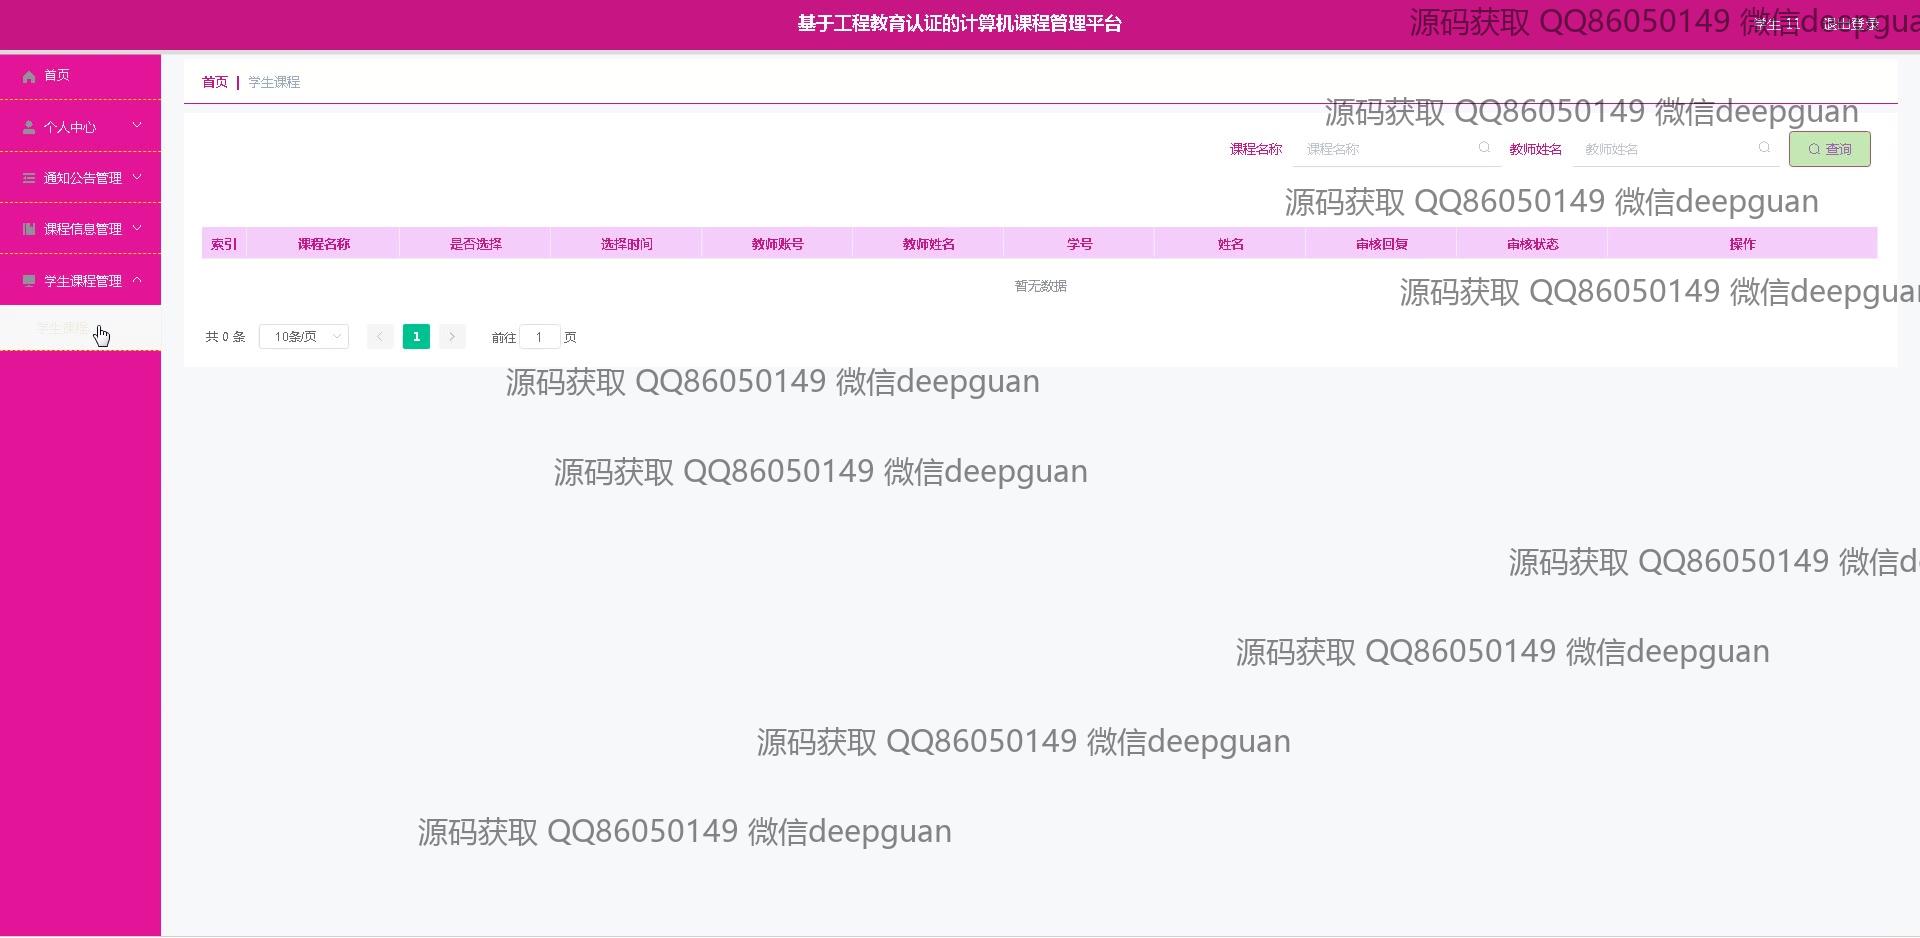 基于工程教育认证的计算机课程管理平台
源码获取 QQ86050149 微信deepgua
学生 11 退出登录
首页
个人中心
通知公告管理
课程信息管理
学生课程管理
学生课程
首页 | 学生课程
源码获取 QQ86050149 微信deepguan
课程名称 课程名称 教师姓名 教师姓名 查询
源码获取 QQ86050149 微信deepguan
索引 课程名称 是否选择 选择时间 教师账号 教师姓名 学号 姓名 审核回复 审核状态 操作
暂无数据
源码获取 QQ86050149 微信deepguan
共 0 条 10条/页 1 前往 1 页
源码获取 QQ86050149 微信deepguan
源码获取 QQ86050149 微信deepguan
源码获取 QQ86050149 微信d
源码获取 QQ86050149 微信deepguan
源码获取 QQ86050149 微信deepguan
源码获取 QQ86050149 微信deepguan